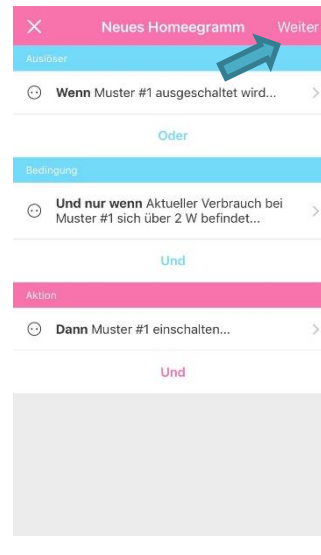 Neues Homeegramm Weiter
Auslöser
Wenn Muster #1 ausgeschaltet wird...
Oder
Bedingung
Und nur wenn Aktueller Verbrauch bei
Muster #1 sich über 2 W befindet...
Und
Aktion
Dann Muster #1 einschalten...
Und